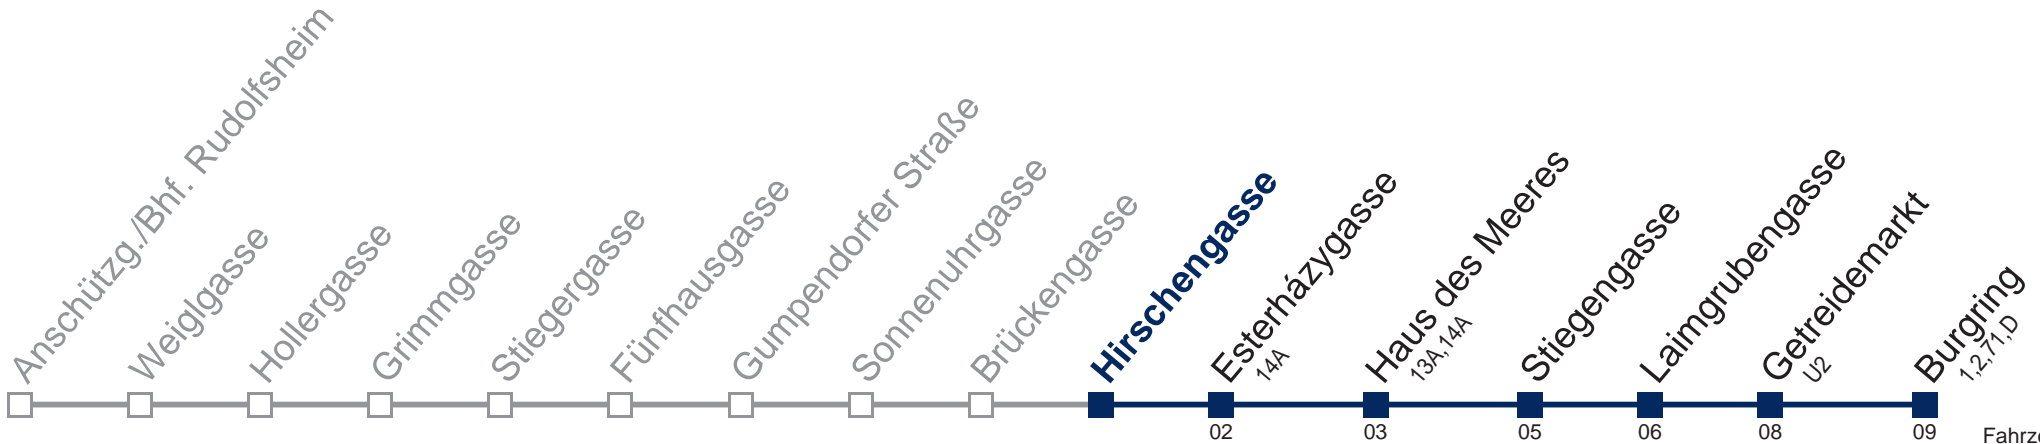 Anschützg./Bhf. Rudolfsheim
Weiglgasse
Hollergasse
Grimmgasse
Stiegergasse
Fünfhausgasse
Gumpendorfer Straße
Sonnenuhrgasse
Brückengasse
Hirschengasse
Esterházygasse
14A
Haus des Meeres
13A,14A
Stiegengasse
Laimgrubengasse
Getreidemarkt
U2
Burgring
1,2,71,D
02
03
05
06
08
09
Fahrz